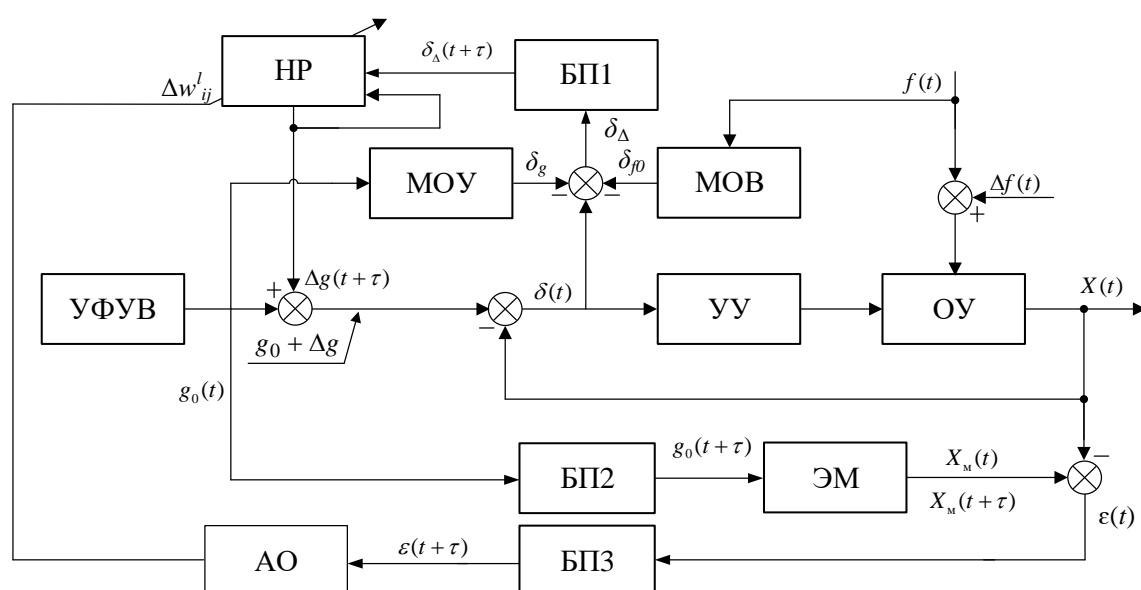 НР
δ_Δ(t+τ)
БП1
f(t)
Δw^l_ij
δ_Δ
МОУ
δ_g
δ_f0
МОВ
Δf(t)
−
−
+
УФУВ
+
Δg(t+τ)
δ(t)
УУ
ОУ
X(t)
−
g_0 + Δg
g_0(t)
БП2
g_0(t+τ)
ЭМ
X_м(t)
X_м(t+τ)
−
ε(t)
АО
ε(t+τ)
БП3